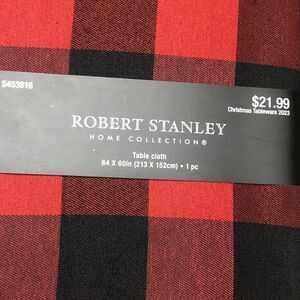 5453816
$21.99
Christmas Tableware 2023
ROBERT STANLEY
HOME COLLECTION®
Table cloth
84 X 60in (213 X 152cm) • 1 pc